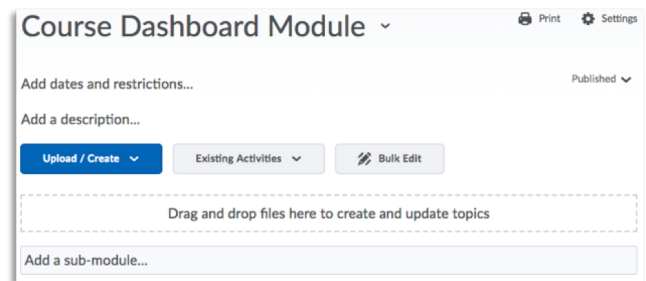 Course Dashboard Module
Print
Settings
Add dates and restrictions...
Published
Add a description...
Upload / Create
Existing Activities
Bulk Edit
Drag and drop files here to create and update topics
Add a sub-module...